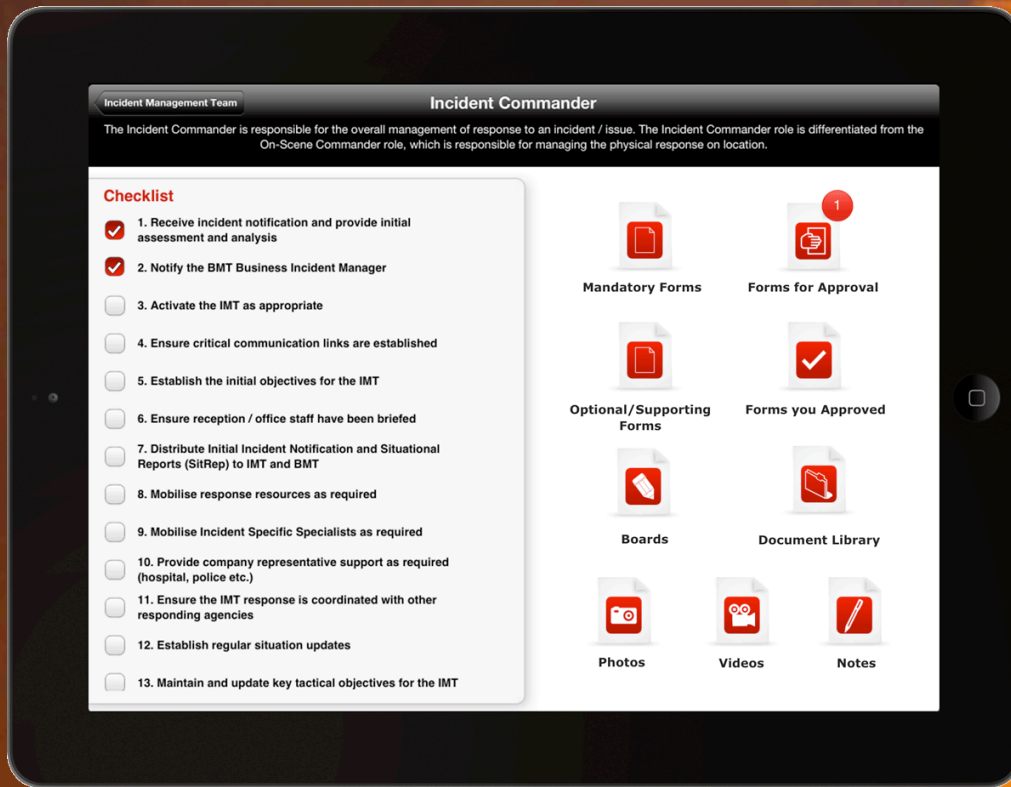 Incident Management Team
Incident Commander
The Incident Commander is responsible for the overall management of response to an incident / issue. The Incident Commander role is differentiated from the
On-Scene Commander role, which is responsible for managing the physical response on location.
Checklist
1. Receive incident notification and provide initial
assessment and analysis
2. Notify the BMT Business Incident Manager
3. Activate the IMT as appropriate
4. Ensure critical communication links are established
5. Establish the initial objectives for the IMT
6. Ensure reception / office staff have been briefed
7. Distribute Initial Incident Notification and Situational
Reports (SitRep) to IMT and BMT
8. Mobilise response resources as required
9. Mobilise Incident Specific Specialists as required
10. Provide company representative support as required
(hospital, police etc.)
11. Ensure the IMT response is coordinated with other
responding agencies
12. Establish regular situation updates
13. Maintain and update key tactical objectives for the IMT
1
Mandatory Forms
Forms for Approval
Optional/Supporting
Forms
Forms you Approved
Boards
Document Library
Photos
Videos
Notes